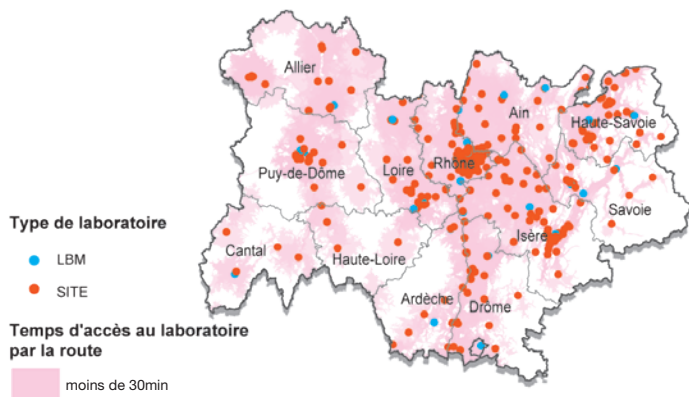 Allier
Ain
Haute-Savoie
Loire
Rhône
Puy-de-Dôme
Savoie
Type de laboratoire
Isère
Cantal
Haute-Loire
LBM
SITE
Ardèche
Drôme
Temps d'accès au laboratoire
par la route
moins de 30min